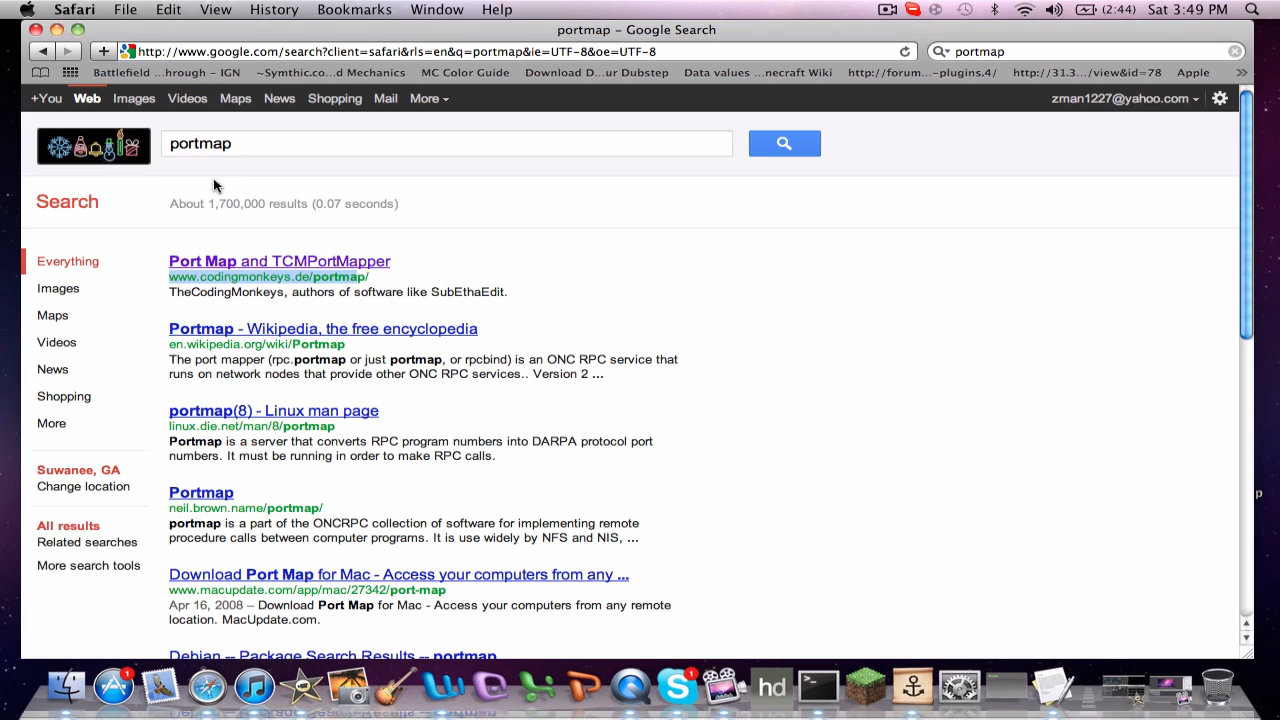 Safari File Edit View History Bookmarks Window Help (2:44) Sat 3:49 PM
portmap – Google Search
http://www.google.com/search?client=safari&rls=en&q=portmap&ie=UTF-8&oe=UTF-8 portmap
Battlefield ...hrough – IGN ~Symthic.co...d Mechanics MC Color Guide Download D...ur Dubstep Data values ...necraft Wiki http://forum...-plugins.4/ http://31.3.../view&id=78 Apple »
+You Web Images Videos Maps News Shopping Mail More zman1227@yahoo.com
portmap
Search About 1,700,000 results (0.07 seconds)
Everything
Images
Maps
Videos
News
Shopping
More
Suwanee, GA
Change location
All results
Related searches
More search tools
Port Map and TCMPortMapper
www.codingmonkeys.de/portmap/
TheCodingMonkeys, authors of software like SubEthaEdit.
Portmap - Wikipedia, the free encyclopedia
en.wikipedia.org/wiki/Portmap
The port mapper (rpc.portmap or just portmap, or rpcbind) is an ONC RPC service that
runs on network nodes that provide other ONC RPC services.. Version 2 ...
portmap(8) - Linux man page
linux.die.net/man/8/portmap
Portmap is a server that converts RPC program numbers into DARPA protocol port
numbers. It must be running in order to make RPC calls.
Portmap
neil.brown.name/portmap/
portmap is a part of the ONCRPC collection of software for implementing remote
procedure calls between computer programs. It is use widely by NFS and NIS, ...
Download Port Map for Mac - Access your computers from any ...
www.macupdate.com/app/mac/27342/port-map
Apr 16, 2008 – Download Port Map for Mac - Access your computers from any remote
location. MacUpdate.com.
Debian -- Package Search Results -- portmap
p
1
1
hd